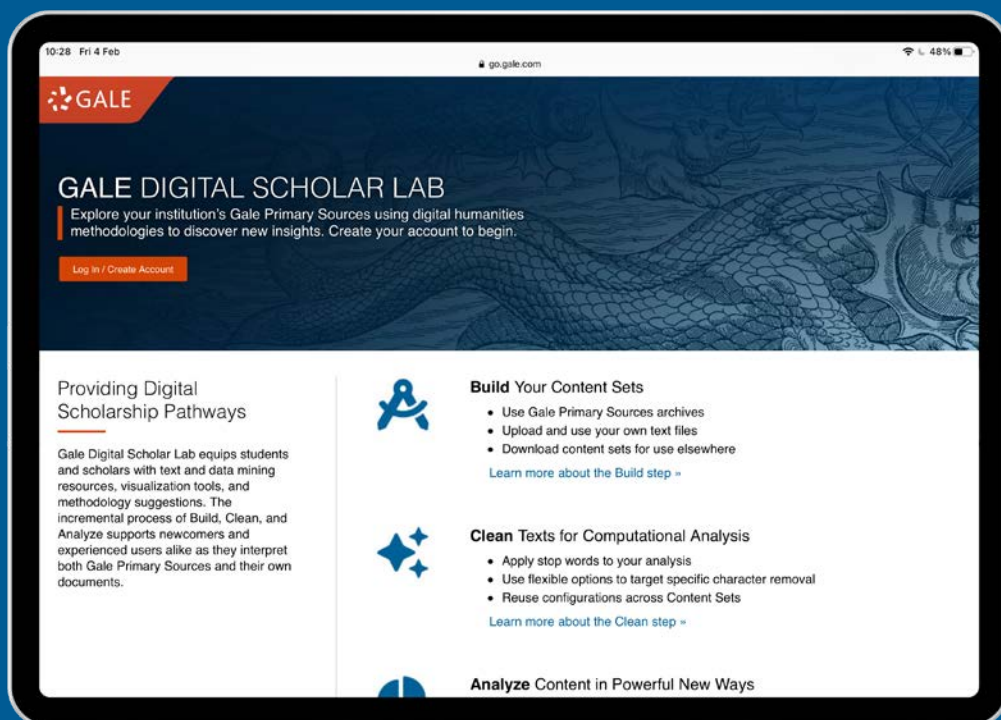 10:28 Fri 4 Feb
go.gale.com
48%
GALE
GALE DIGITAL SCHOLAR LAB
Explore your institution's Gale Primary Sources using digital humanities
methodologies to discover new insights. Create your account to begin.
Log In / Create Account
Providing Digital
Scholarship Pathways
Gale Digital Scholar Lab equips students
and scholars with text and data mining
resources, visualization tools, and
methodology suggestions. The
incremental process of Build, Clean, and
Analyze supports newcomers and
experienced users alike as they interpret
both Gale Primary Sources and their own
documents.
Build Your Content Sets
• Use Gale Primary Sources archives
• Upload and use your own text files
• Download content sets for use elsewhere
Learn more about the Build step »
Clean Texts for Computational Analysis
• Apply stop words to your analysis
• Use flexible options to target specific character removal
• Reuse configurations across Content Sets
Learn more about the Clean step »
Analyze Content in Powerful New Ways